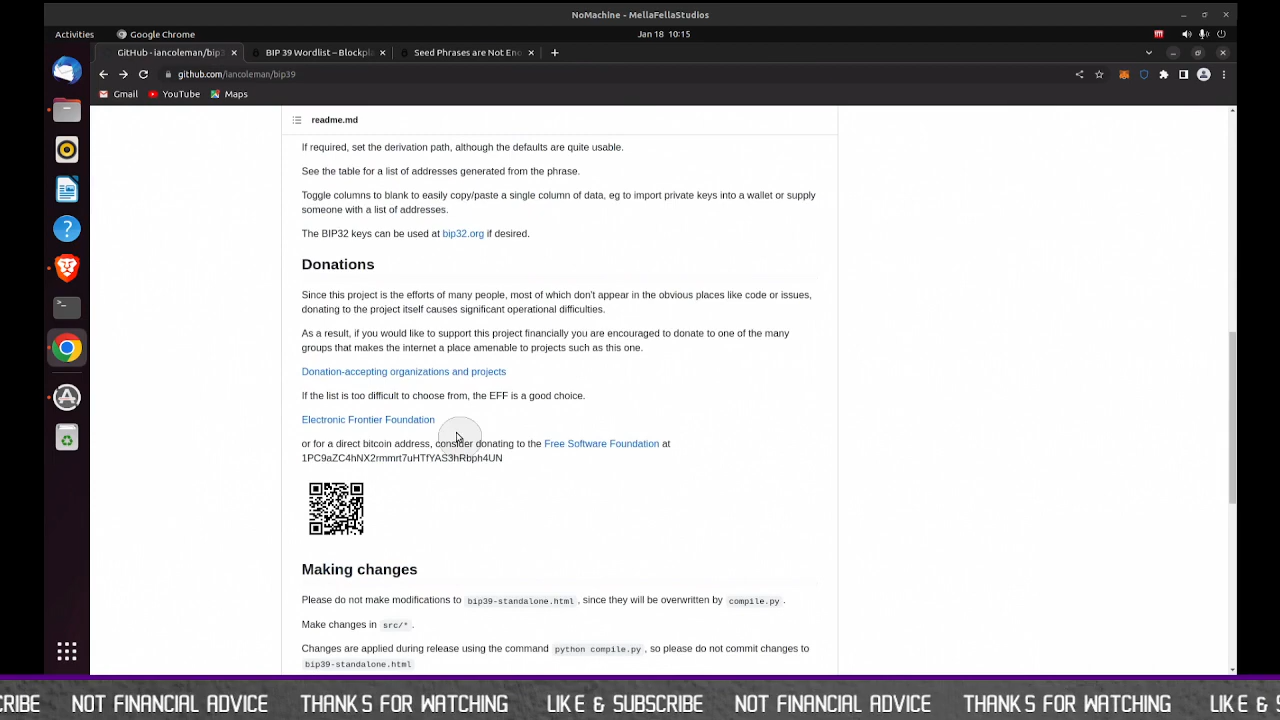 NoMachine - MellaFellaStudios
Activities
Google Chrome
Jan 18 10:15
GitHub - iancoleman/bip3
BIP 39 Wordlist – Blockpla
Seed Phrases are Not Eno
github.com/iancoleman/bip39
Gmail
YouTube
Maps
readme.md
If required, set the derivation path, although the defaults are quite usable.
See the table for a list of addresses generated from the phrase.
Toggle columns to blank to easily copy/paste a single column of data, eg to import private keys into a wallet or supply
someone with a list of addresses.
The BIP32 keys can be used at bip32.org if desired.
Donations
Since this project is the efforts of many people, most of which don't appear in the obvious places like code or issues,
donating to the project itself causes significant operational difficulties.
As a result, if you would like to support this project financially you are encouraged to donate to one of the many
groups that makes the internet a place amenable to projects such as this one.
Donation-accepting organizations and projects
If the list is too difficult to choose from, the EFF is a good choice.
Electronic Frontier Foundation
or for a direct bitcoin address, consider donating to the Free Software Foundation at
1PC9aZC4hNX2rmmrt7uHTfYAS3hRbph4UN
Making changes
Please do not make modifications to bip39-standalone.html, since they will be overwritten by compile.py.
Make changes in src/*.
Changes are applied during release using the command python compile.py, so please do not commit changes to
bip39-standalone.html
CRIBE NOT FINANCIAL ADVICE THANKS FOR WATCHING LIKE & SUBSCRIBE NOT FINANCIAL ADVICE THANKS FOR WATCHING LIKE & S